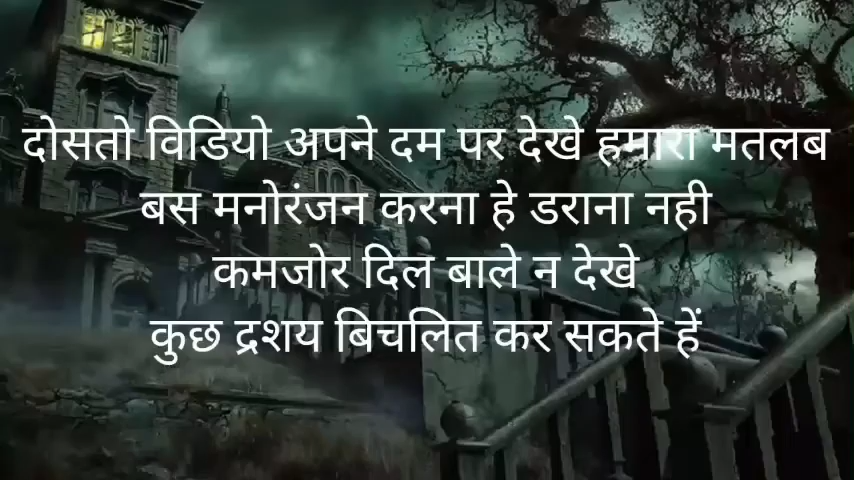 दोसतो विडियो अपने दम पर देखे हमारा मतलब
बस मनोरंजन करना हे डराना नही
कमजोर दिल बाले न देखे
कुछ द्रशय बिचलित कर सकते हें